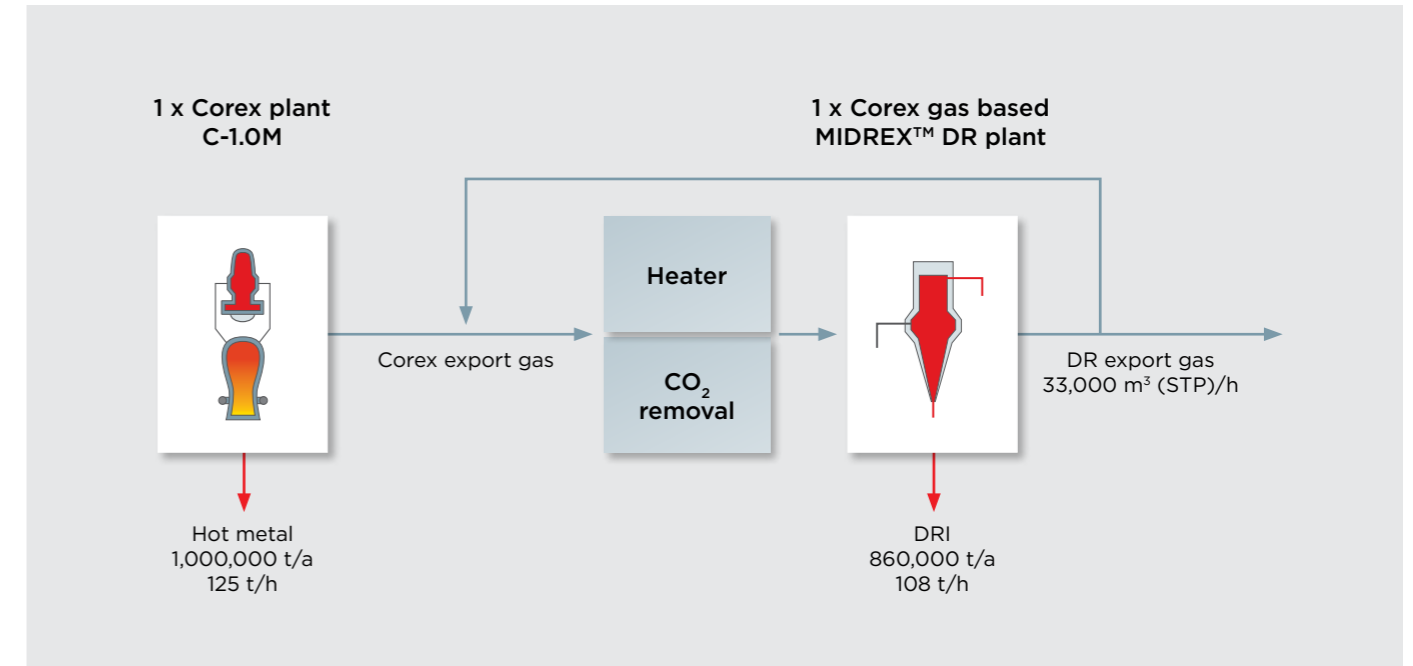 1 x Corex plant
C-1.0M
1 x Corex gas based
MIDREX™ DR plant
Heater
CO₂
removal
Corex export gas
DR export gas
33,000 m³ (STP)/h
Hot metal
1,000,000 t/a
125 t/h
DRI
860,000 t/a
108 t/h